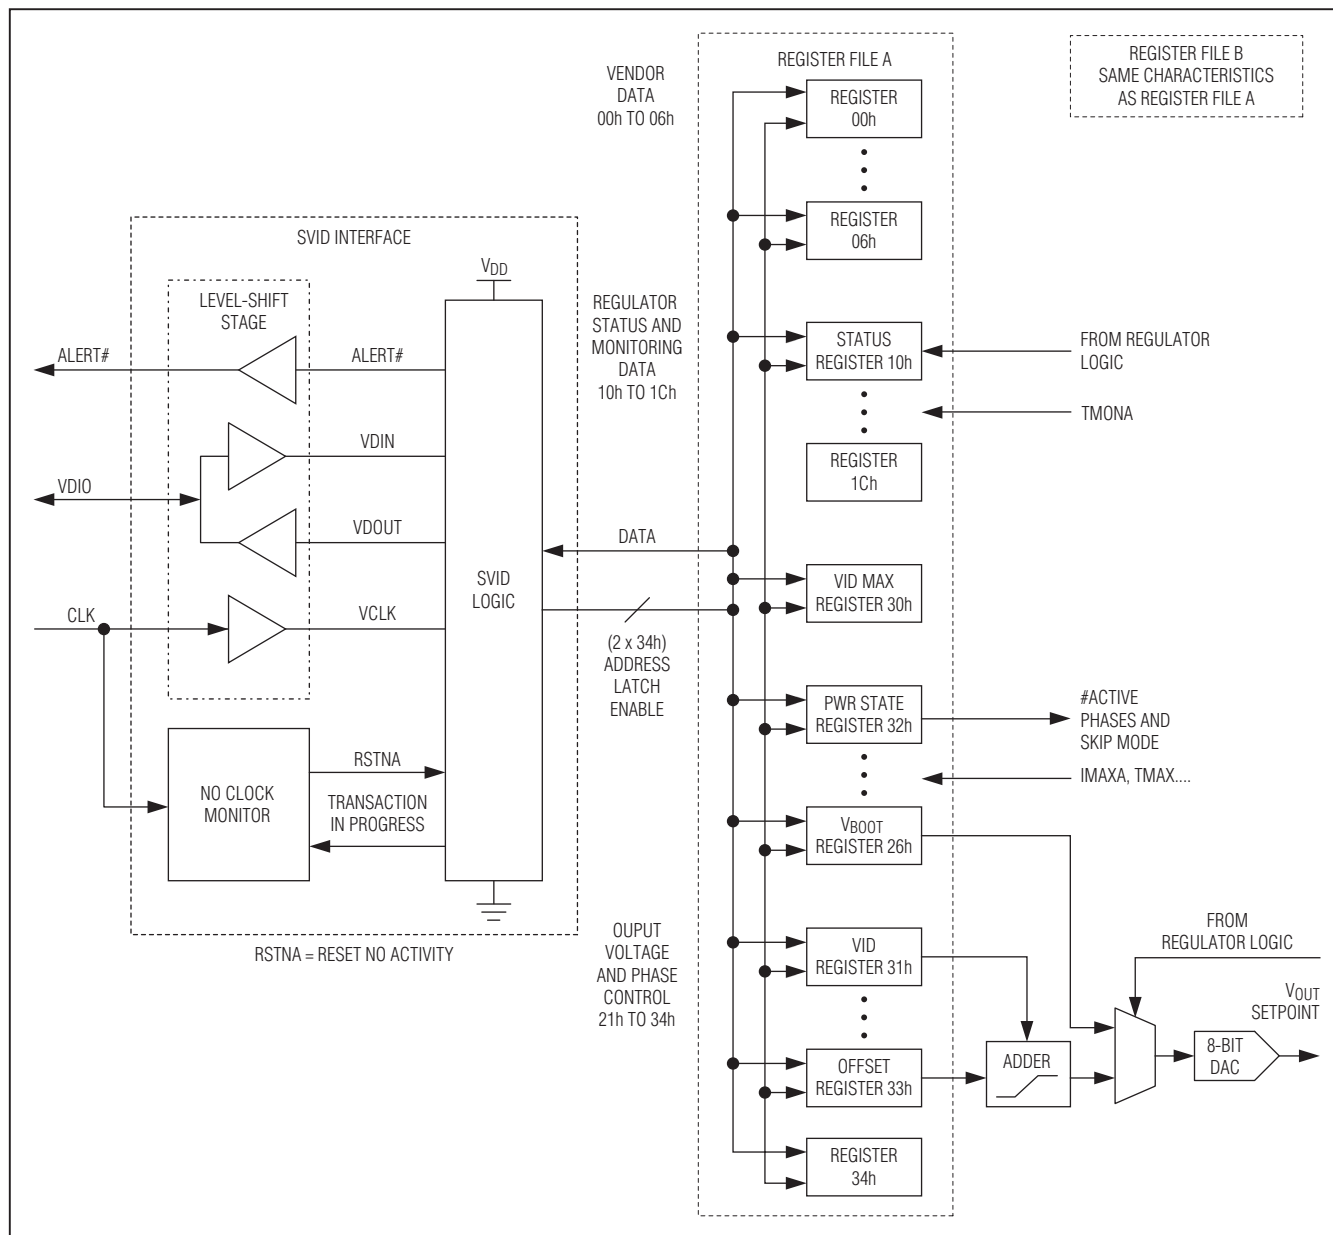 REGISTER FILE A
REGISTER FILE B
SAME CHARACTERISTICS
AS REGISTER FILE A
VENDOR
DATA
00h TO 06h
REGISTER
00h
REGISTER
06h
SVID INTERFACE
LEVEL-SHIFT
STAGE
VDD
ALERT#
ALERT#
VDIN
VDIO
VDOUT
CLK
VCLK
SVID
LOGIC
NO CLOCK
MONITOR
RSTNA
TRANSACTION
IN PROGRESS
RSTNA = RESET NO ACTIVITY
REGULATOR
STATUS AND
MONITORING
DATA
10h TO 1Ch
STATUS
REGISTER 10h
FROM REGULATOR
LOGIC
TMONA
REGISTER
1Ch
DATA
(2 x 34h)
ADDRESS
LATCH
ENABLE
VID MAX
REGISTER 30h
PWR STATE
REGISTER 32h
#ACTIVE
PHASES AND
SKIP MODE
IMAXA, TMAX....
VBOOT
REGISTER 26h
OUPUT
VOLTAGE
AND PHASE
CONTROL
21h TO 34h
VID
REGISTER 31h
FROM
REGULATOR LOGIC
VOUT
SETPOINT
OFFSET
REGISTER 33h
ADDER
8-BIT
DAC
REGISTER
34h